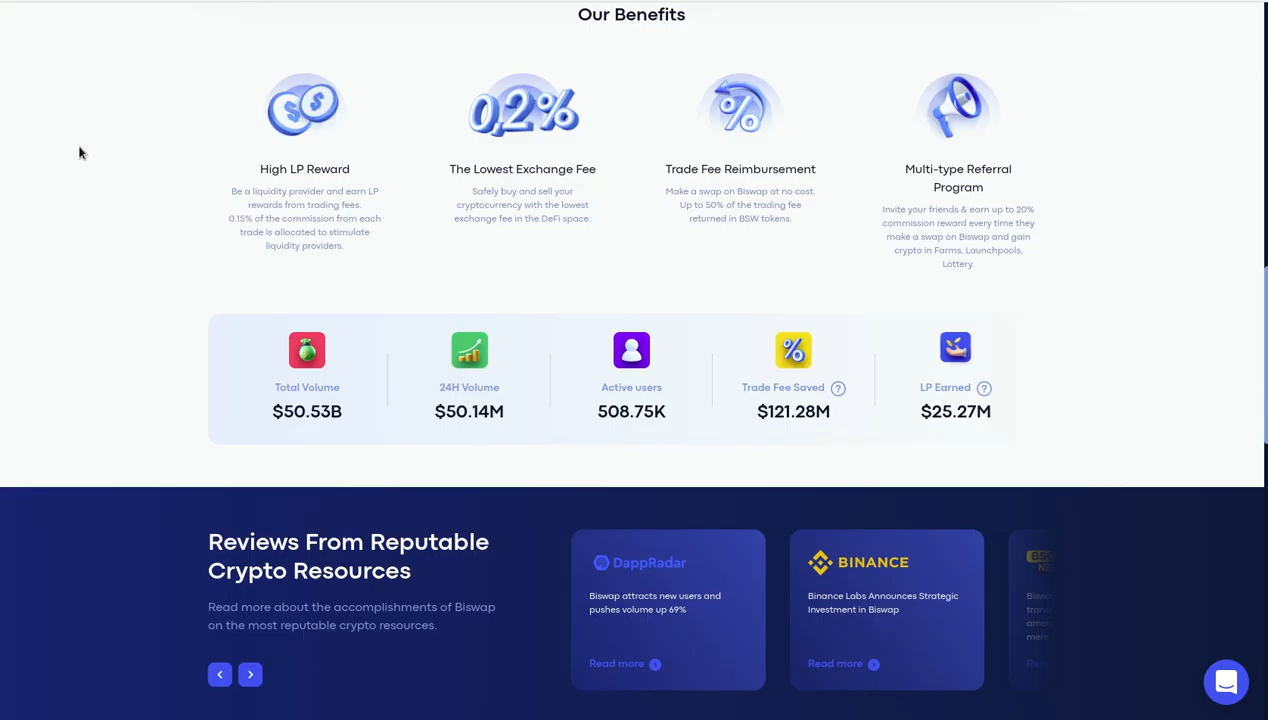 Our Benefits
0,2%
High LP Reward
Be a liquidity provider and earn LP
rewards from trading fees.
0.15% of the commission from each
trade is allocated to stimulate
liquidity providers.
The Lowest Exchange Fee
Safely buy and sell your
cryptocurrency with the lowest
exchange fee in the DeFi space.
Trade Fee Reimbursement
Make a swap on Biswap at no cost.
Up to 50% of the trading fee
returned in BSW tokens.
Multi-type Referral
Program
Invite your friends & earn up to 20%
commission reward every time they
make a swap on Biswap and gain
crypto in Farms, Launchpools,
Lottery.
Total Volume
$50.53B
24H Volume
$50.14M
Active users
508.75K
Trade Fee Saved ?
$121.28M
LP Earned ?
$25.27M
Reviews From Reputable
Crypto Resources
Read more about the accomplishments of Biswap
on the most reputable crypto resources.
DappRadar
Biswap attracts new users and
pushes volume up 69%
Read more
BINANCE
Binance Labs Announces Strategic
Investment in Biswap
Read more